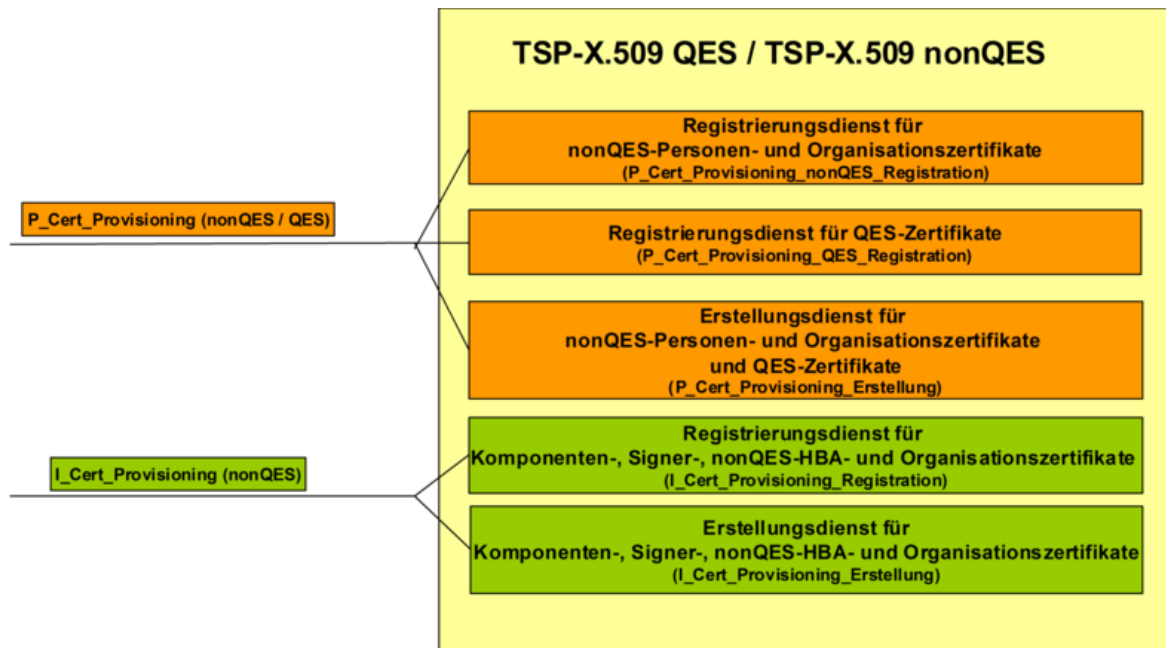 TSP-X.509 QES / TSP-X.509 nonQES
Registrierungsdienst für
nonQES-Personen- und Organisationszertifikate
(P_Cert_Provisioning_nonQES_Registration)
P_Cert_Provisioning (nonQES / QES)
Registrierungsdienst für QES-Zertifikate
(P_Cert_Provisioning_QES_Registration)
Erstellungsdienst für
nonQES-Personen- und Organisationszertifikate
und QES-Zertifikate
(P_Cert_Provisioning_Erstellung)
I_Cert_Provisioning (nonQES)
Registrierungsdienst für
Komponenten-, Signer-, nonQES-HBA- und Organisationszertifikate
(I_Cert_Provisioning_Registration)
Erstellungsdienst für
Komponenten-, Signer-, nonQES-HBA- und Organisationszertifikate
(I_Cert_Provisioning_Erstellung)